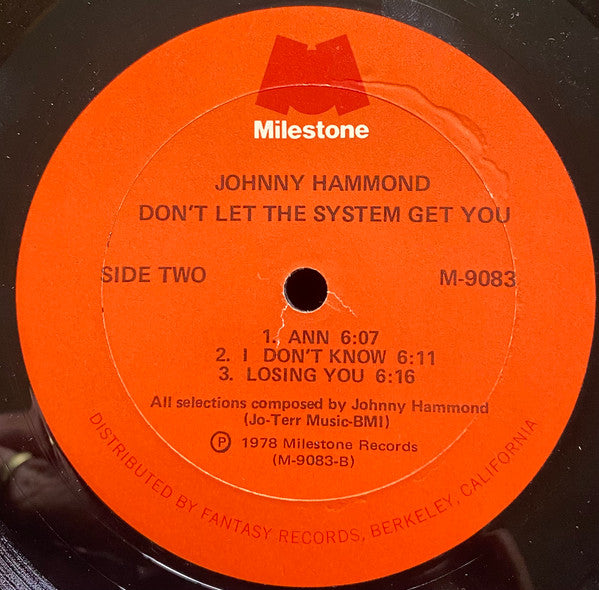 Milestone
JOHNNY HAMMOND
DON'T LET THE SYSTEM GET YOU
SIDE TWO M-9083
1. ANN 6:07
2. I DON'T KNOW 6:11
3. LOSING YOU 6:16
All selections composed by Johnny Hammond
(Jo-Terr Music-BMI)
Ⓟ 1978 Milestone Records
(M-9083-B)
DISTRIBUTED BY FANTASY RECORDS, BERKELEY, CALIFORNIA